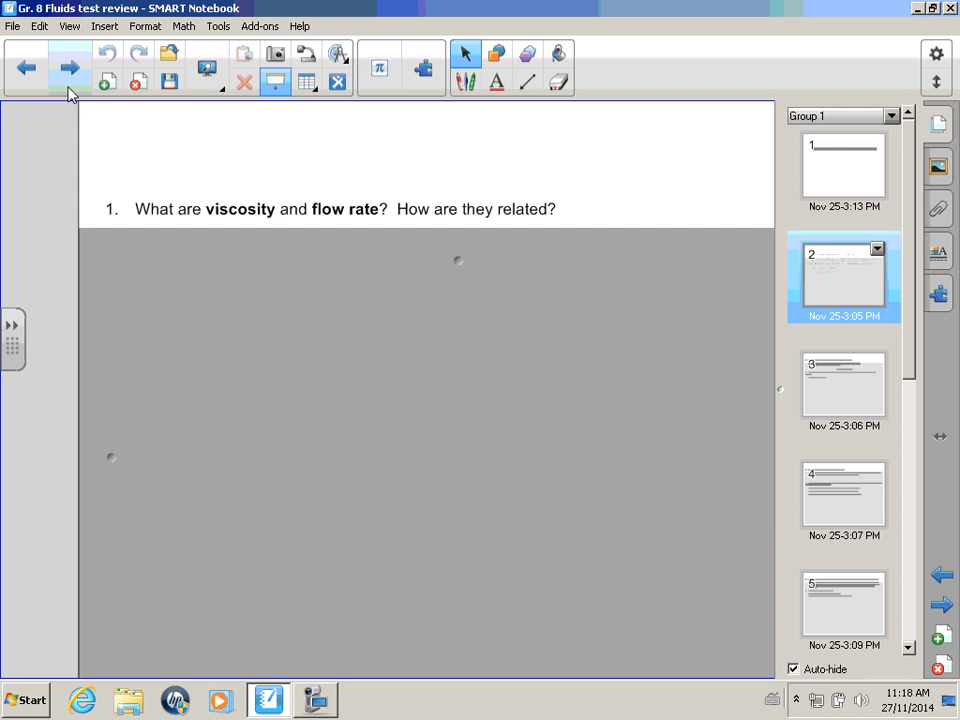 Gr. 8 Fluids test review - SMART Notebook
File Edit View Insert Format Math Tools Add-ons Help
Group 1
1
Nov 25-3:13 PM
1. What are viscosity and flow rate? How are they related?
2
Nov 25-3:05 PM
3
Nov 25-3:06 PM
4
Nov 25-3:07 PM
5
Nov 25-3:09 PM
Auto-hide
Start
11:18 AM
27/11/2014